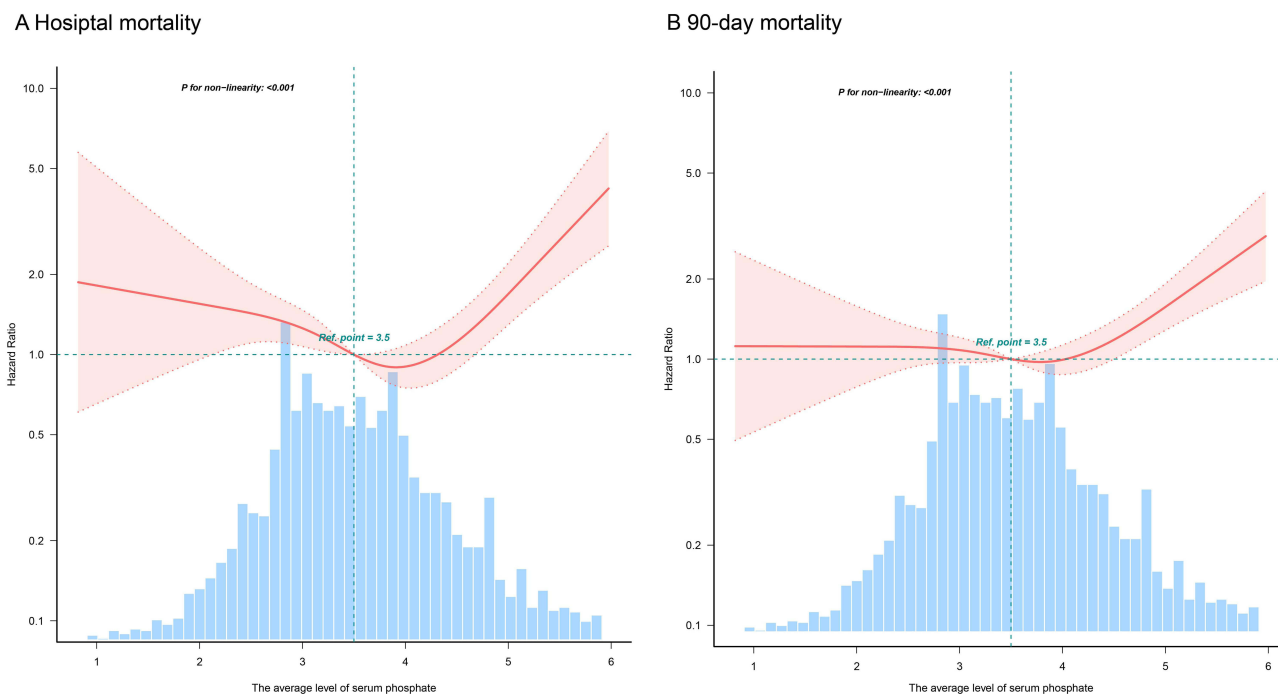 A Hosiptal mortality
B 90-day mortality
P for non−linearity: <0.001
Ref. point = 3.5
Hazard Ratio
10.0
5.0
2.0
1.0
0.5
0.2
0.1
1 2 3 4 5 6
The average level of serum phosphate
P for non−linearity: <0.001
Ref. point = 3.5
Hazard Ratio
10.0
5.0
2.0
1.0
0.5
0.2
0.1
1 2 3 4 5 6
The average level of serum phosphate